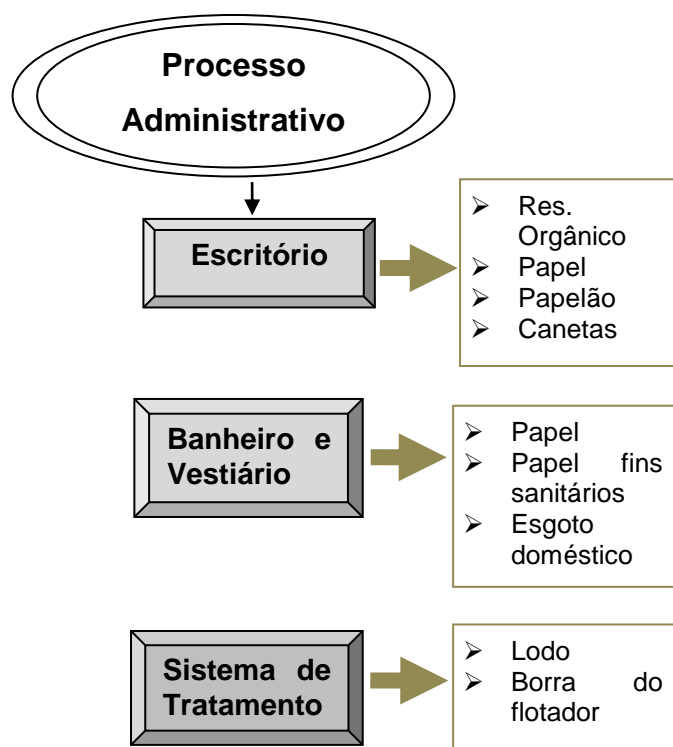 Processo
Administrativo
Escritório
➢ Res.
Orgânico
➢ Papel
➢ Papelão
➢ Canetas
Banheiro e
Vestiário
➢ Papel
➢ Papel fins
sanitários
➢ Esgoto
doméstico
Sistema de
Tratamento
➢ Lodo
➢ Borra do
flotador